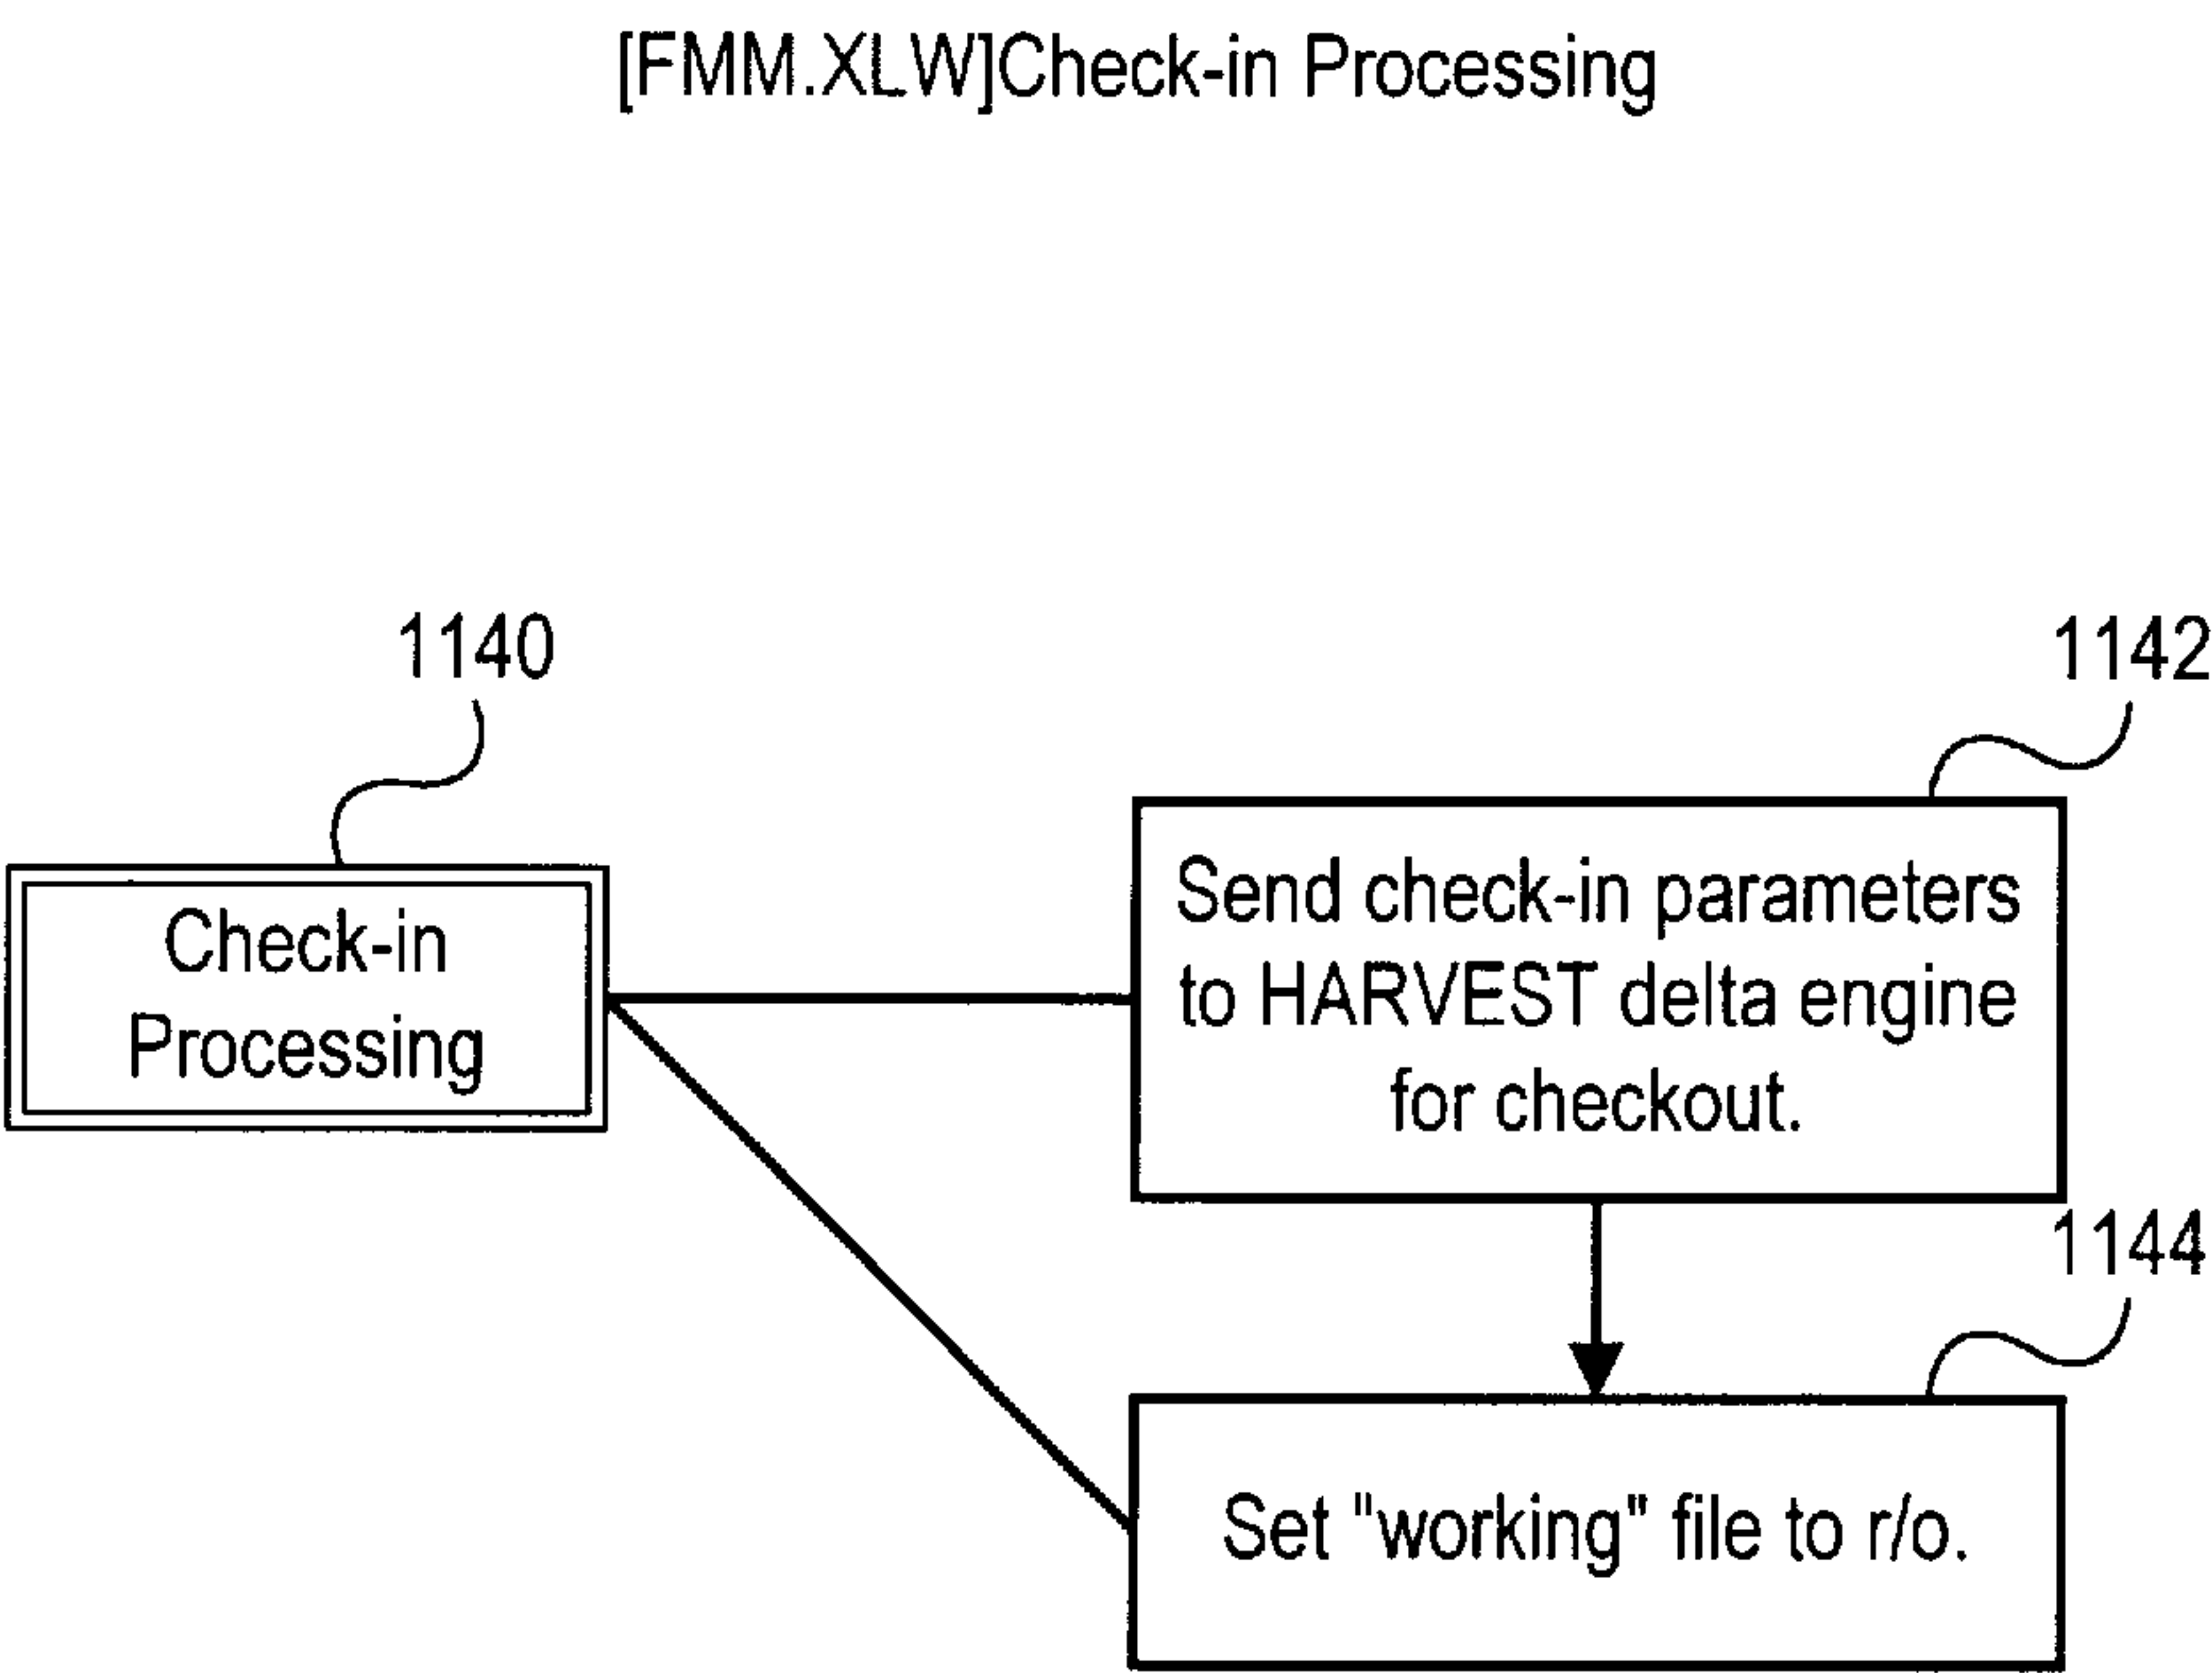 [FMM.XLW]Check-in Processing
1140
1142
Check-in
Processing
Send check-in parameters
to HARVEST delta engine
for checkout.
1144
Set "working" file to r/o.